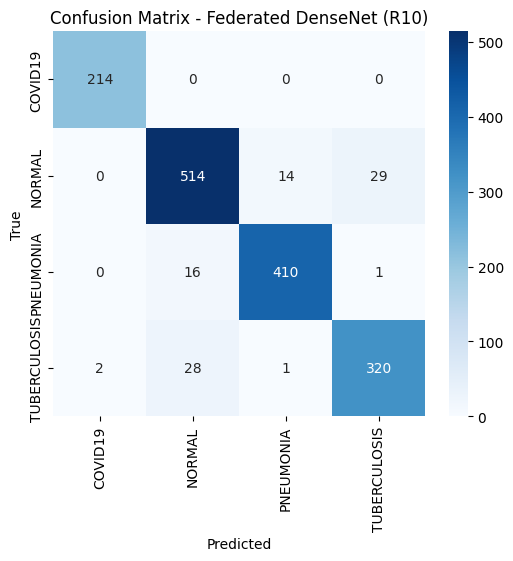 Confusion Matrix - Federated DenseNet (R10)
True
COVID19
NORMAL
PNEUMONIA
TUBERCULOSIS
214 0 0 0
0 514 14 29
0 16 410 1
2 28 1 320
COVID19
NORMAL
PNEUMONIA
TUBERCULOSIS
Predicted
500
400
300
200
100
0